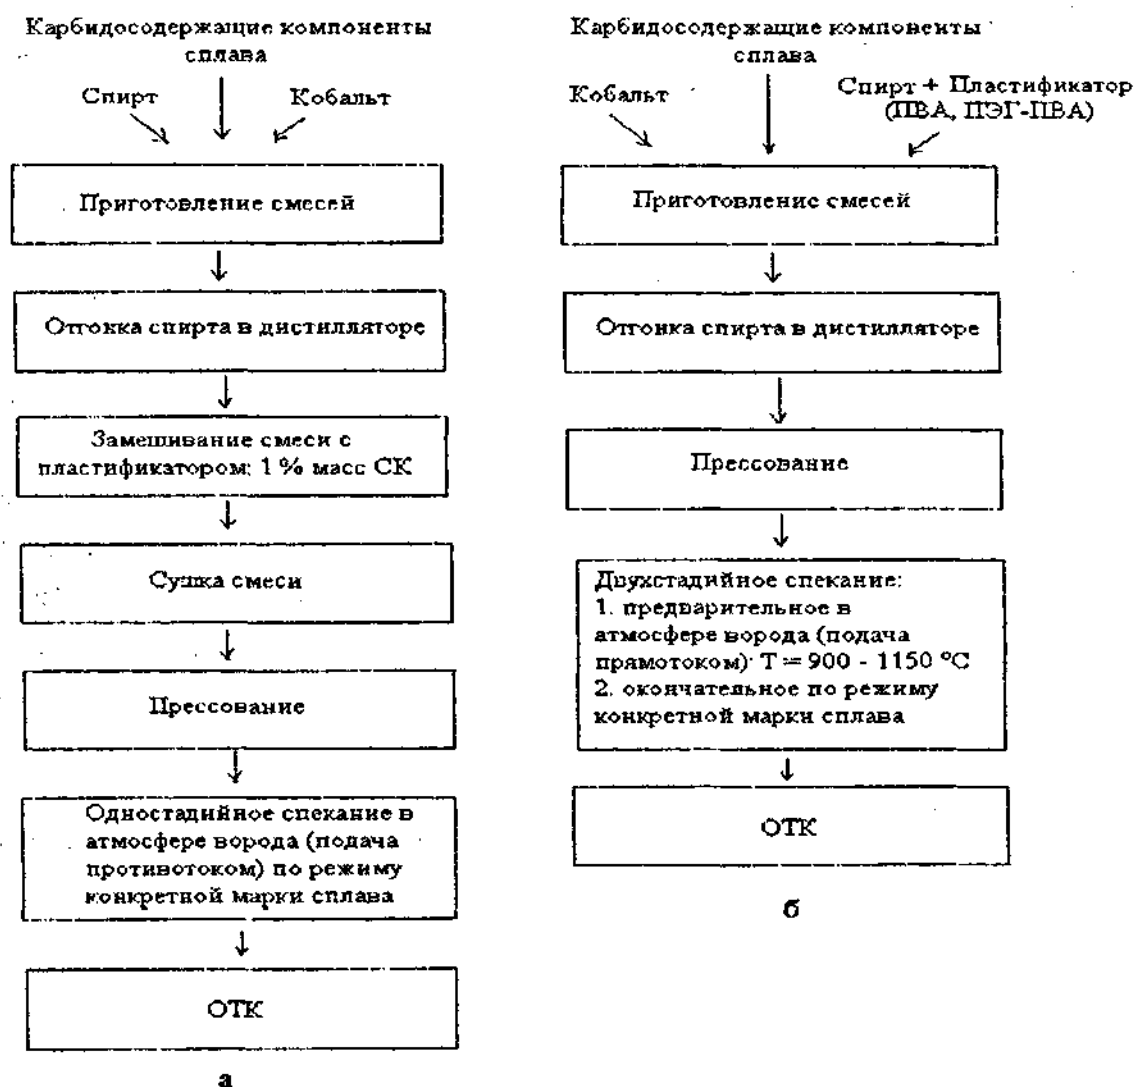 Карбидосодержащие компоненты
сплава
Спирт
Кобальт
Приготовление смесей
Отгонка спирта в дистилляторе
Замешивание смеси с
пластификатором: 1 % масс СК
Сушка смеси
Прессование
Одностадийное спекание в
атмосфере ворода (подача
противотоком) по режиму
конкретной марки сплава
ОТК
а
Карбидосодержащие компоненты
сплава
Кобальт
Спирт + Пластификатор
(ПВА, ПЭГ-ПВА)
Приготовление смесей
Отгонка спирта в дистилляторе
Прессование
Двухстадийное спекание:
1. предварительное в
атмосфере ворода (подача
прямотоком): Т = 900 - 1150 °С
2. окончательное по режиму
конкретной марки сплава
ОТК
б